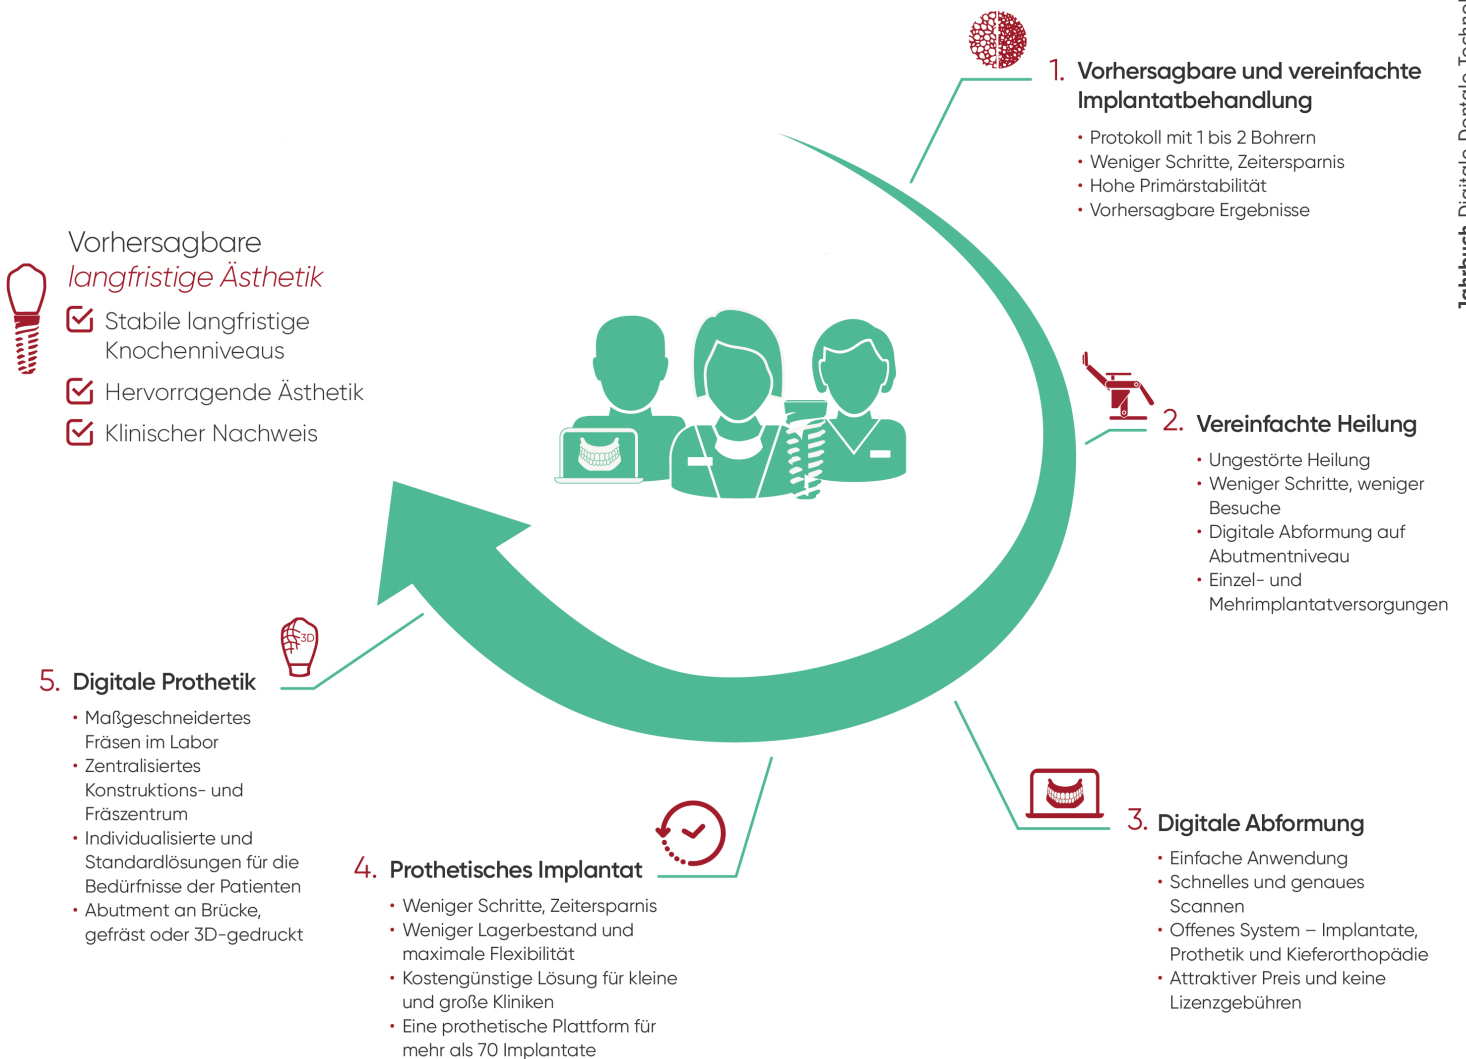 1. Vorhersagbare und vereinfachte
Implantatbehandlung
• Protokoll mit 1 bis 2 Bohrern
• Weniger Schritte, Zeitersparnis
• Hohe Primärstabilität
• Vorhersagbare Ergebnisse
Jahrbuch Digitale Dentale
Vorhersagbare
langfristige Ästhetik
Stabile langfristige
Knochenniveaus
Hervorragende Ästhetik
Klinischer Nachweis
2. Vereinfachte Heilung
• Ungestörte Heilung
• Weniger Schritte, weniger
Besuche
• Digitale Abformung auf
Abutmentniveau
• Einzel- und
Mehrimplantatversorgungen
3. Digitale Abformung
• Einfache Anwendung
• Schnelles und genaues
Scannen
• Offenes System – Implantate,
Prothetik und Kieferorthopädie
• Attraktiver Preis und keine
Lizenzgebühren
4. Prothetisches Implantat
• Weniger Schritte, Zeitersparnis
• Weniger Lagerbestand und
maximale Flexibilität
• Kostengünstige Lösung für kleine
und große Kliniken
• Eine prothetische Plattform für
mehr als 70 Implantate
3D
5. Digitale Prothetik
• Maßgeschneidertes
Fräsen im Labor
• Zentralisiertes
Konstruktions- und
Fräszentrum
• Individualisierte und
Standardlösungen für die
Bedürfnisse der Patienten
• Abutment an Brücke,
gefräst oder 3D-gedruckt